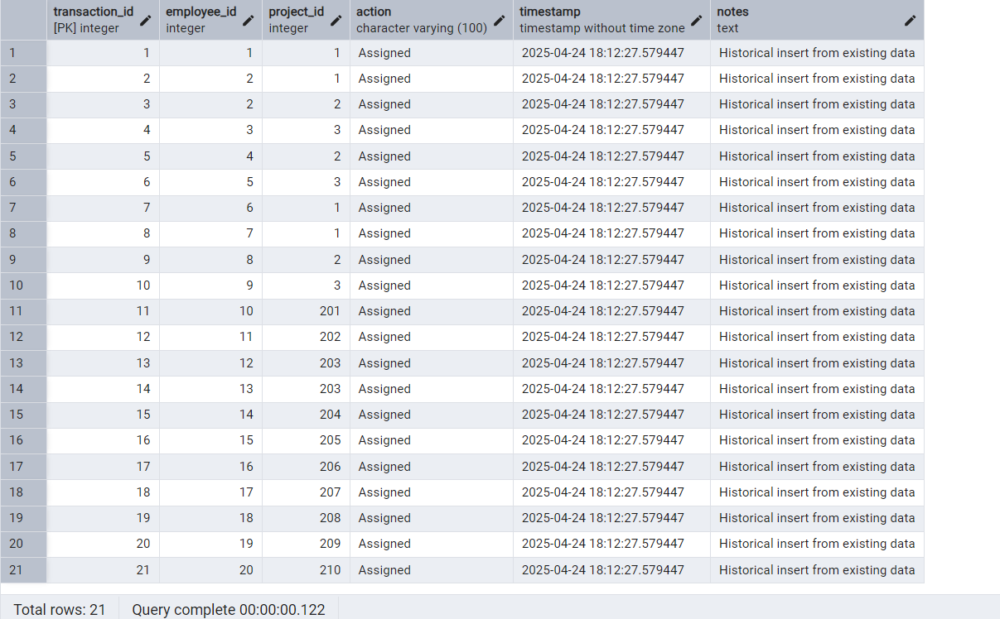 transaction_id employee_id project_id action timestamp notes
[PK] integer integer integer character varying (100) timestamp without time zone text
1 1 1 1 Assigned 2025-04-24 18:12:27.579447 Historical insert from existing data
2 2 2 1 Assigned 2025-04-24 18:12:27.579447 Historical insert from existing data
3 3 2 2 Assigned 2025-04-24 18:12:27.579447 Historical insert from existing data
4 4 3 3 Assigned 2025-04-24 18:12:27.579447 Historical insert from existing data
5 5 4 2 Assigned 2025-04-24 18:12:27.579447 Historical insert from existing data
6 6 5 3 Assigned 2025-04-24 18:12:27.579447 Historical insert from existing data
7 7 6 1 Assigned 2025-04-24 18:12:27.579447 Historical insert from existing data
8 8 7 1 Assigned 2025-04-24 18:12:27.579447 Historical insert from existing data
9 9 8 2 Assigned 2025-04-24 18:12:27.579447 Historical insert from existing data
10 10 9 3 Assigned 2025-04-24 18:12:27.579447 Historical insert from existing data
11 11 10 201 Assigned 2025-04-24 18:12:27.579447 Historical insert from existing data
12 12 11 202 Assigned 2025-04-24 18:12:27.579447 Historical insert from existing data
13 13 12 203 Assigned 2025-04-24 18:12:27.579447 Historical insert from existing data
14 14 13 203 Assigned 2025-04-24 18:12:27.579447 Historical insert from existing data
15 15 14 204 Assigned 2025-04-24 18:12:27.579447 Historical insert from existing data
16 16 15 205 Assigned 2025-04-24 18:12:27.579447 Historical insert from existing data
17 17 16 206 Assigned 2025-04-24 18:12:27.579447 Historical insert from existing data
18 18 17 207 Assigned 2025-04-24 18:12:27.579447 Historical insert from existing data
19 19 18 208 Assigned 2025-04-24 18:12:27.579447 Historical insert from existing data
20 20 19 209 Assigned 2025-04-24 18:12:27.579447 Historical insert from existing data
21 21 20 210 Assigned 2025-04-24 18:12:27.579447 Historical insert from existing data
Total rows: 21 Query complete 00:00:00.122